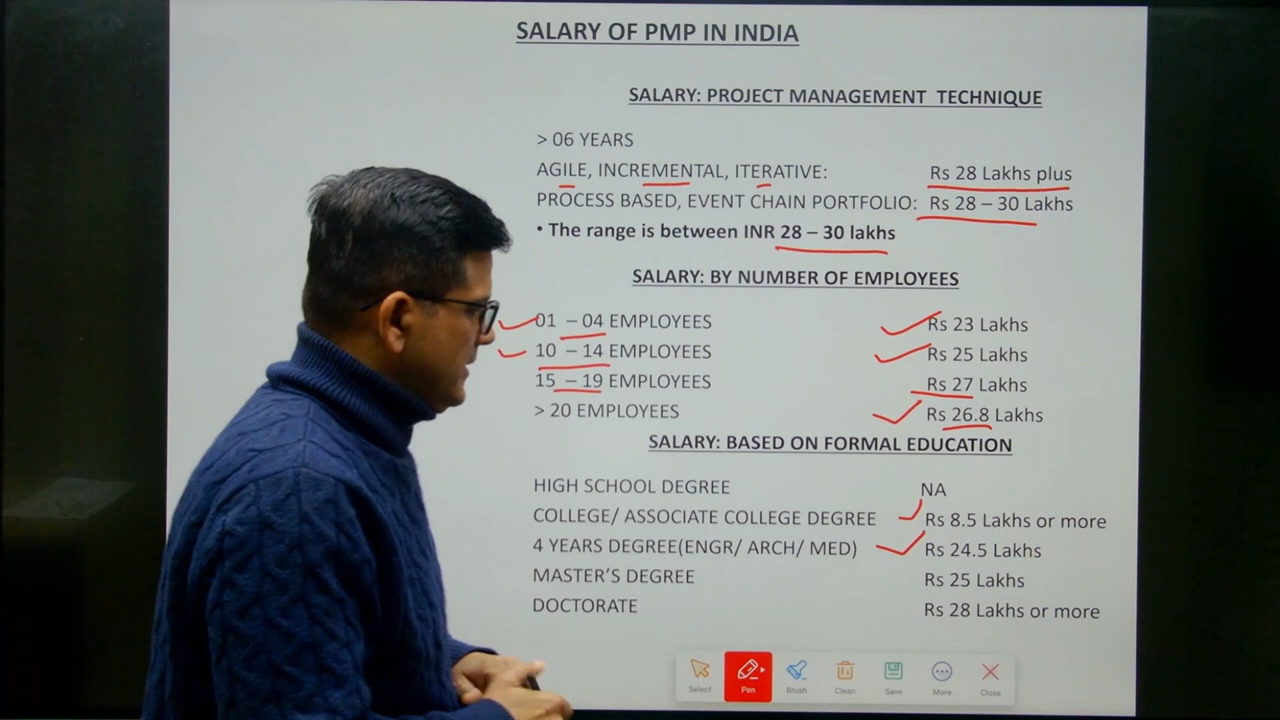 SALARY OF PMP IN INDIA
SALARY: PROJECT MANAGEMENT TECHNIQUE
> 06 YEARS
AGILE, INCREMENTAL, ITERATIVE: Rs 28 Lakhs plus
PROCESS BASED, EVENT CHAIN PORTFOLIO: Rs 28 – 30 Lakhs
• The range is between INR 28 – 30 lakhs
SALARY: BY NUMBER OF EMPLOYEES
01 – 04 EMPLOYEES Rs 23 Lakhs
10 – 14 EMPLOYEES Rs 25 Lakhs
15 – 19 EMPLOYEES Rs 27 Lakhs
> 20 EMPLOYEES Rs 26.8 Lakhs
SALARY: BASED ON FORMAL EDUCATION
HIGH SCHOOL DEGREE NA
COLLEGE/ ASSOCIATE COLLEGE DEGREE Rs 8.5 Lakhs or more
4 YEARS DEGREE(ENGR/ ARCH/ MED) Rs 24.5 Lakhs
MASTER'S DEGREE Rs 25 Lakhs
DOCTORATE Rs 28 Lakhs or more
Select Pen Brush Clean Save More Close